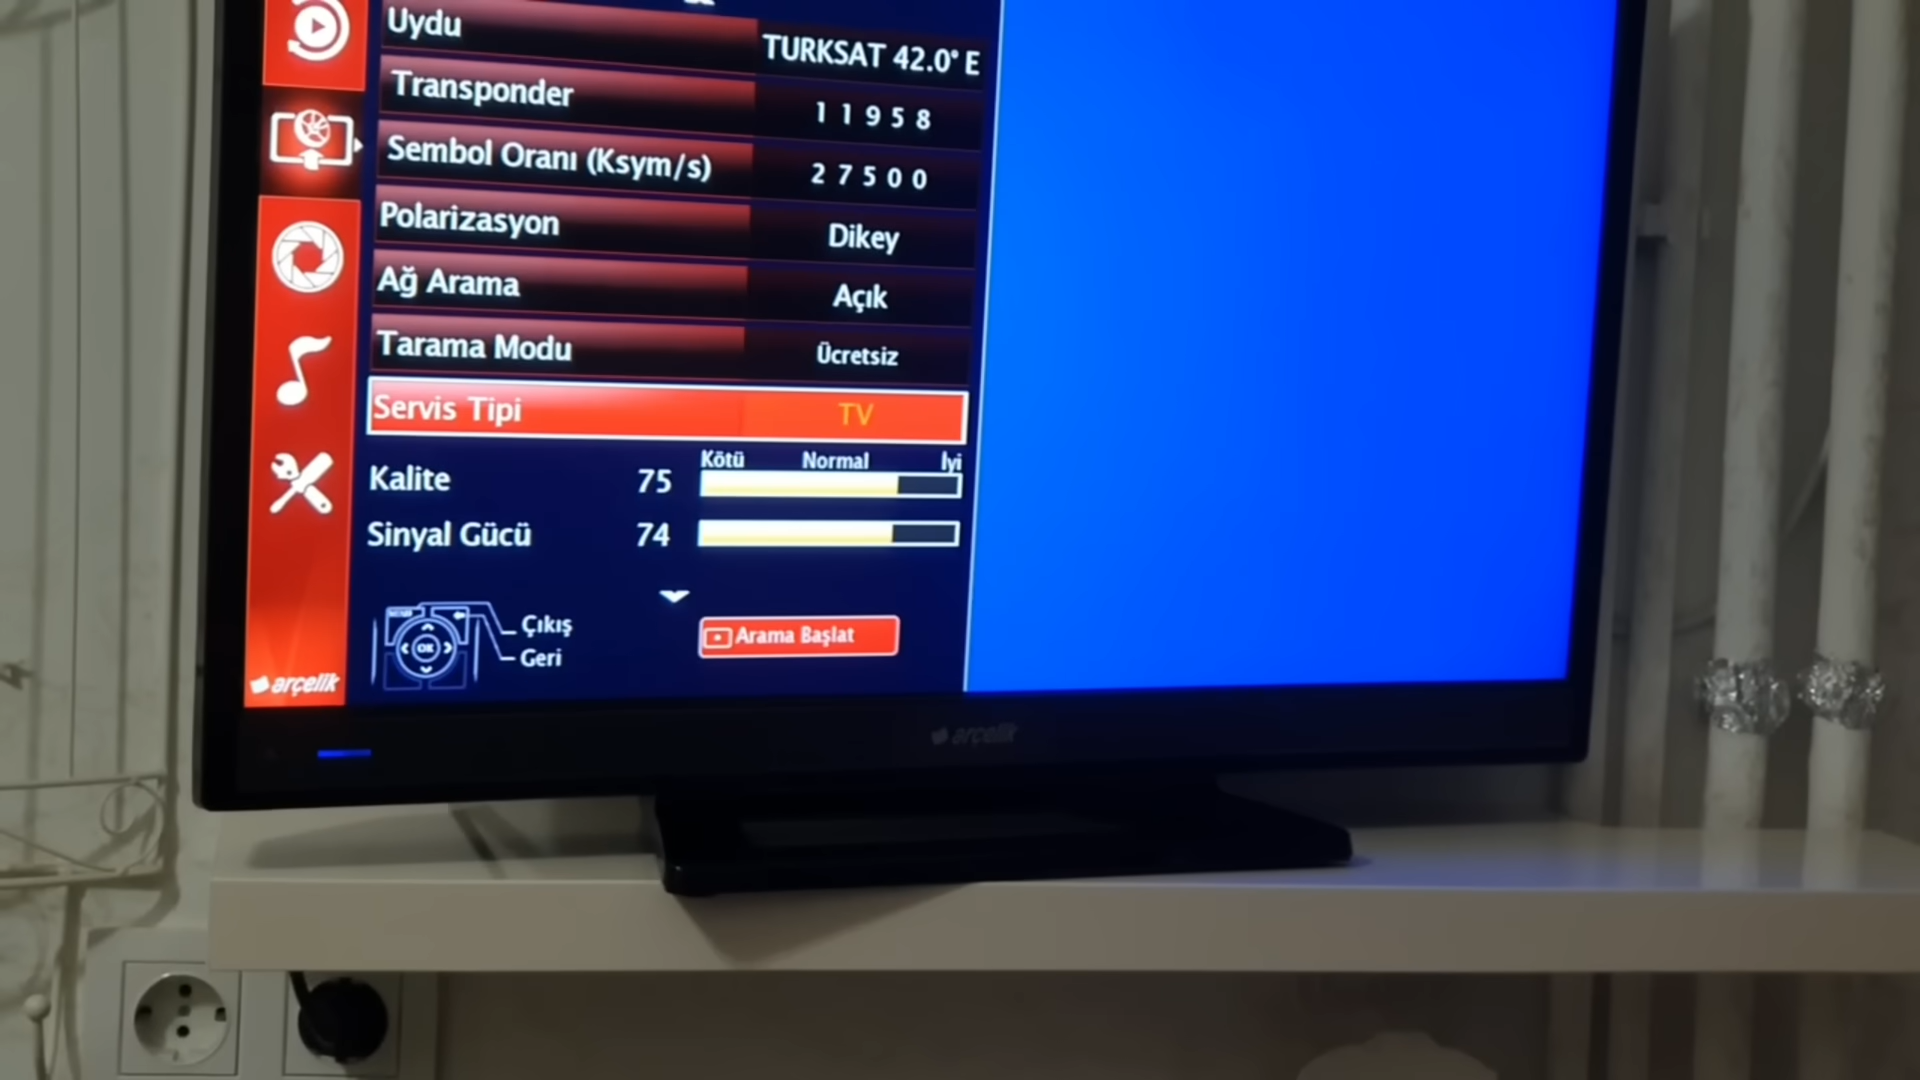 Uydu TURKSAT 42.0° E
Transponder 11958
Sembol Oranı (Ksym/s) 27500
Polarizasyon Dikey
Ağ Arama Açık
Tarama Modu Ücretsiz
Servis Tipi TV
Kötü Normal İyi
Kalite 75
Sinyal Gücü 74
OK
Çıkış
Geri
Arama Başlat
arçelik
arçelik